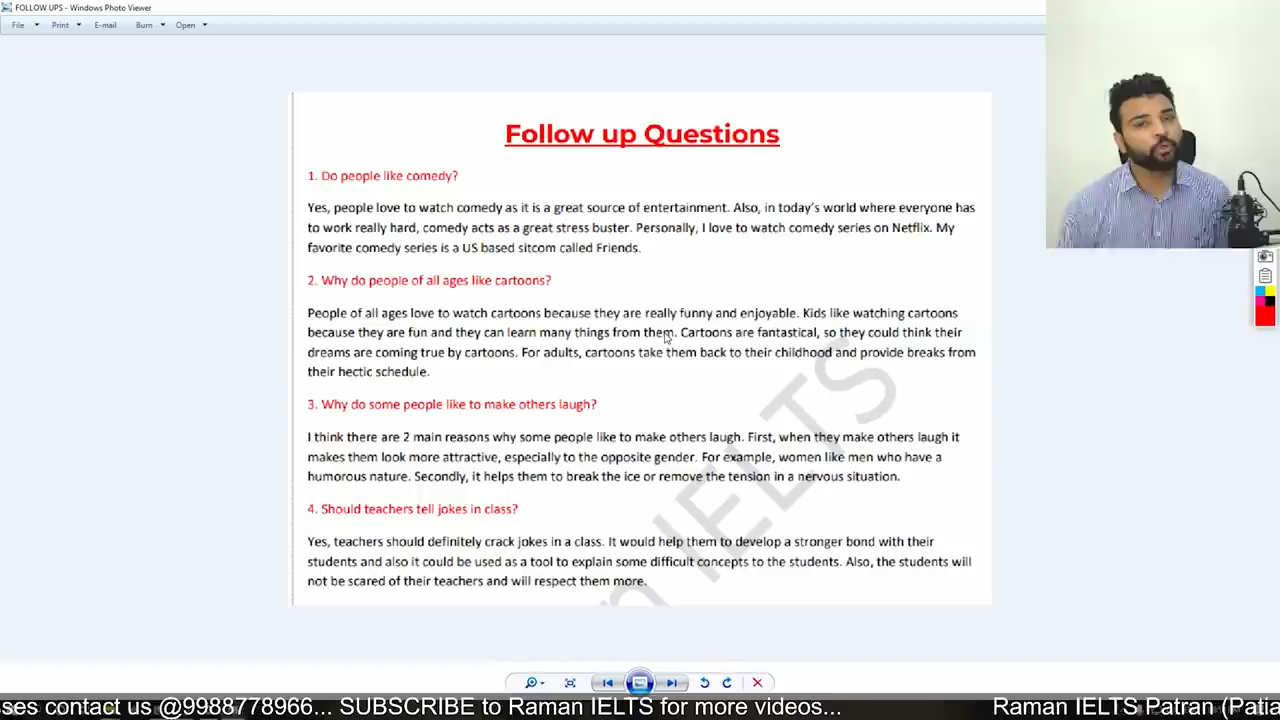 FOLLOW UPS - Windows Photo Viewer
File Print E-mail Burn Open
Follow up Questions
1. Do people like comedy?
Yes, people love to watch comedy as it is a great source of entertainment. Also, in today's world where everyone has
to work really hard, comedy acts as a great stress buster. Personally, I love to watch comedy series on Netflix. My
favorite comedy series is a US based sitcom called Friends.
2. Why do people of all ages like cartoons?
People of all ages love to watch cartoons because they are really funny and enjoyable. Kids like watching cartoons
because they are fun and they can learn many things from them. Cartoons are fantastical, so they could think their
dreams are coming true by cartoons. For adults, cartoons take them back to their childhood and provide breaks from
their hectic schedule.
3. Why do some people like to make others laugh?
I think there are 2 main reasons why some people like to make others laugh. First, when they make others laugh it
makes them look more attractive, especially to the opposite gender. For example, women like men who have a
humorous nature. Secondly, it helps them to break the ice or remove the tension in a nervous situation.
4. Should teachers tell jokes in class?
Yes, teachers should definitely crack jokes in a class. It would help them to develop a stronger bond with their
students and also it could be used as a tool to explain some difficult concepts to the students. Also, the students will
not be scared of their teachers and will respect them more.
n IELTS
ses contact us @9988778966... SUBSCRIBE to Raman IELTS for more videos... Raman IELTS Patran (Patia